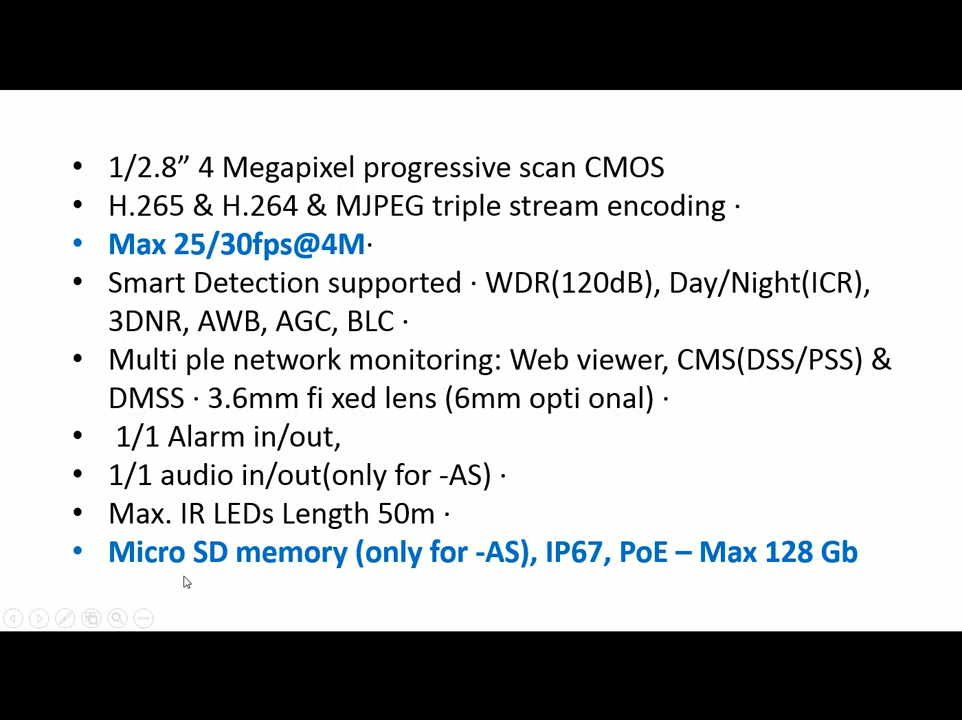 • 1/2.8” 4 Megapixel progressive scan CMOS
• H.265 & H.264 & MJPEG triple stream encoding ·
• Max 25/30fps@4M·
• Smart Detection supported · WDR(120dB), Day/Night(ICR),
3DNR, AWB, AGC, BLC ·
• Multi ple network monitoring: Web viewer, CMS(DSS/PSS) &
DMSS · 3.6mm fi xed lens (6mm opti onal) ·
• 1/1 Alarm in/out,
• 1/1 audio in/out(only for -AS) ·
• Max. IR LEDs Length 50m ·
• Micro SD memory (only for -AS), IP67, PoE – Max 128 Gb